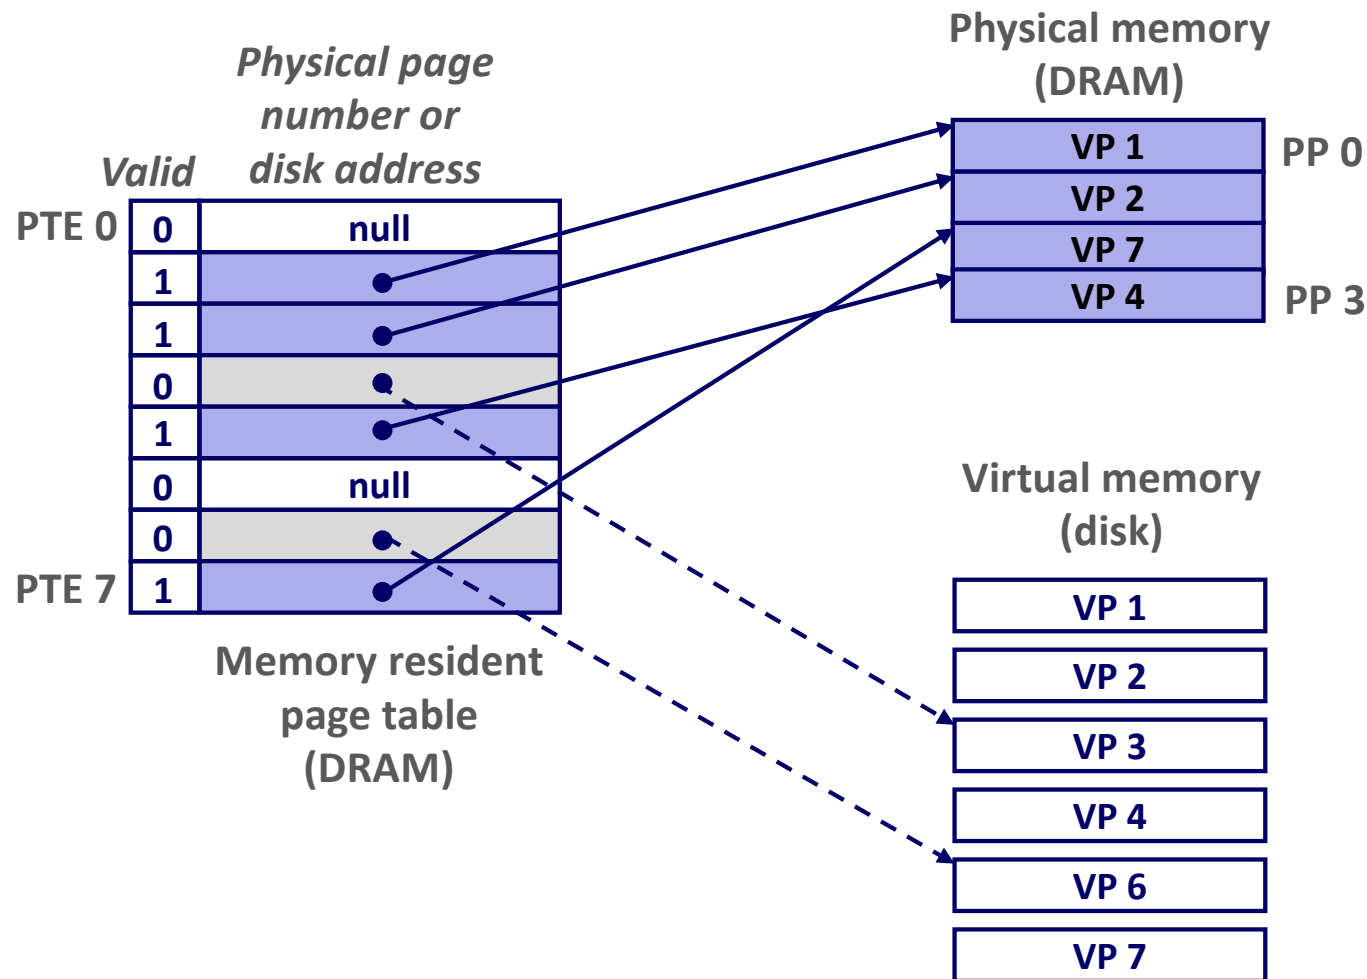 Physical memory
(DRAM)
Physical page
number or
disk address
Valid
VP 1
PP 0
VP 2
VP 7
VP 4
PP 3
PTE 0
0
null
1
1
0
1
0
null
0
PTE 7
1
Memory resident
page table
(DRAM)
Virtual memory
(disk)
VP 1
VP 2
VP 3
VP 4
VP 6
VP 7